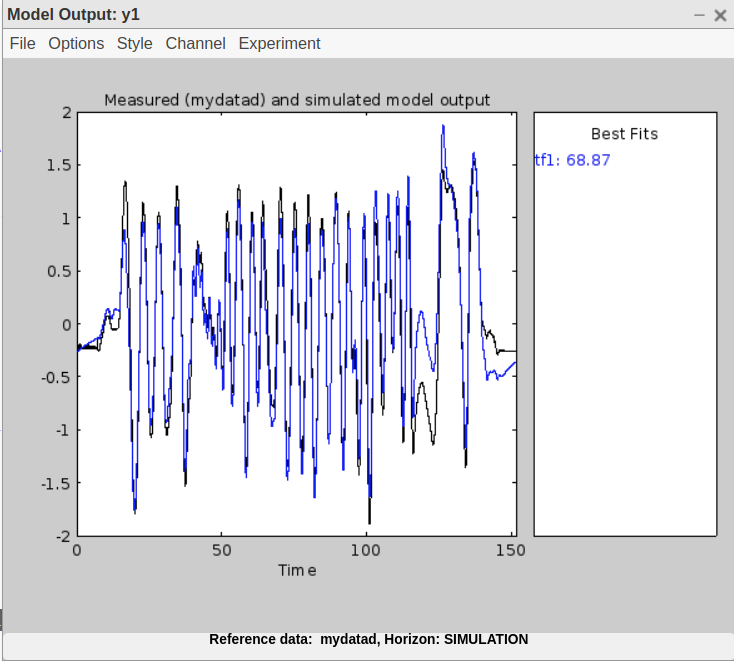 Model Output: y1
File Options Style Channel Experiment
Measured (mydatad) and simulated model output
2
1.5
1
0.5
0
-0.5
-1
-1.5
-2
0 50 100 150
Time
Best Fits
tf1: 68.87
Reference data: mydatad, Horizon: SIMULATION